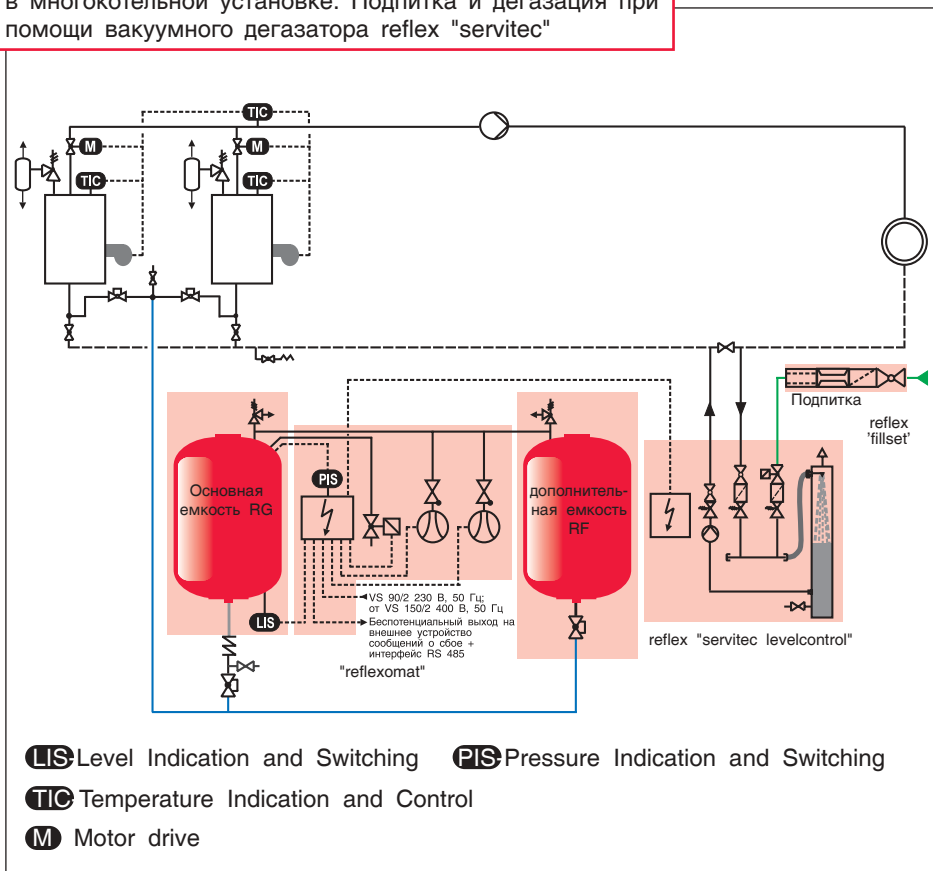 в многокотельной установке. Подпитка и дегазация при
помощи вакуумного дегазатора reflex "servitec"
TIC
M
M
TIC
TIC
Подпитка
reflex
'fillset'
PIS
Основная
емкость RG
дополнитель-
ная емкость
RF
LIS
VS 90/2 230 В, 50 Гц;
от VS 150/2 400 В, 50 Гц
Беспотенциальный выход на
внешнее устройство
сообщений о сбое +
интерфейс RS 485
"reflexomat"
reflex "servitec levelcontrol"
LIS Level Indication and Switching
PIS Pressure Indication and Switching
TIC Temperature Indication and Control
M Motor drive